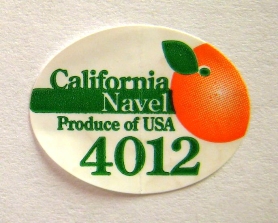 California
Navel
Produce of USA
4012